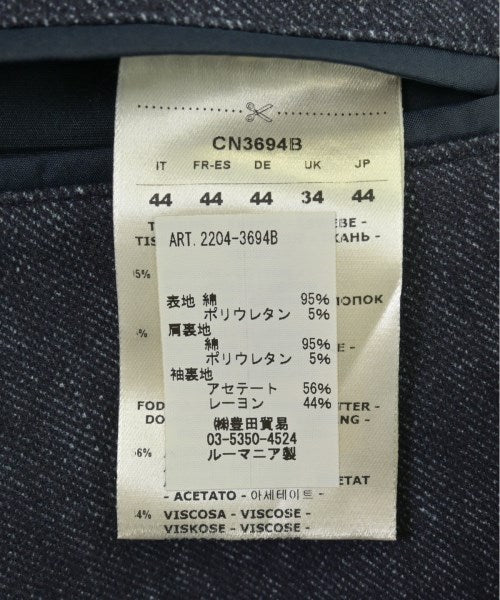 CN3694B
IT FR-ES DE UK JP
44 44 44 34 44
ART. 2204-3694B
表地 綿 95%
ポリウレタン 5%
肩裏地
綿 95%
ポリウレタン 5%
袖裏地
アセテート 56%
レーヨン 44%
㈱豊田貿易
03-5350-4524
ルーマニア製
- ACETATO - 아세테이트 -
VISCOSA - VISCOSE -
VISKOSE - VISCOSE -